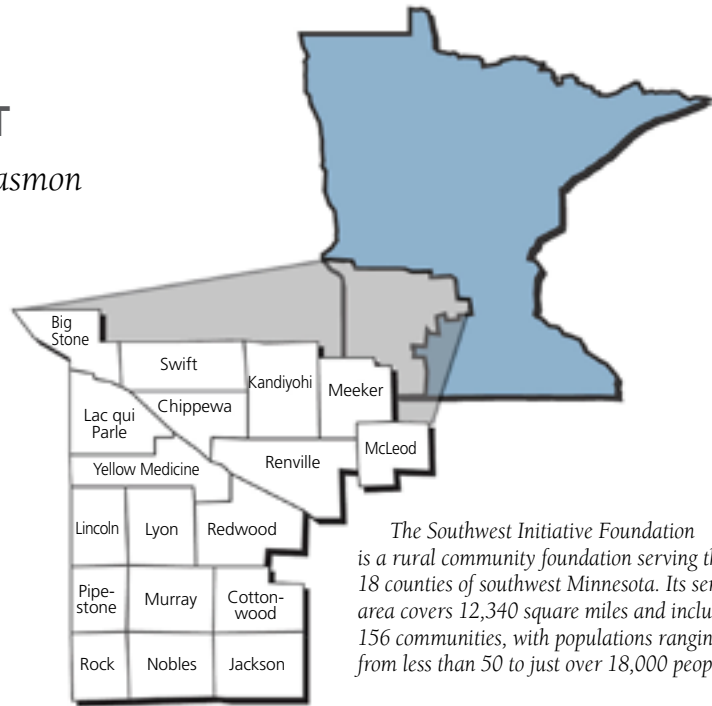 T
asmon
Big
Stone
Swift
Kandiyohi
Meeker
Chippewa
Lac qui
Parle
McLeod
Renville
Yellow Medicine
Lincoln
Lyon
Redwood
Pipe-
stone
Murray
Cotton-
wood
Rock
Nobles
Jackson
The Southwest Initiative Foundation
is a rural community foundation serving th
18 counties of southwest Minnesota. Its ser
area covers 12,340 square miles and inclu
156 communities, with populations ranging
from less than 50 to just over 18,000 peop